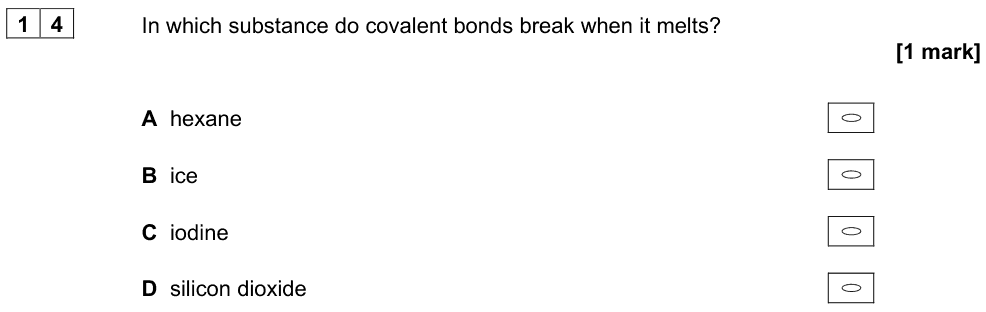 1 4 In which substance do covalent bonds break when it melts?
[1 mark]
A hexane
B ice
C iodine
D silicon dioxide